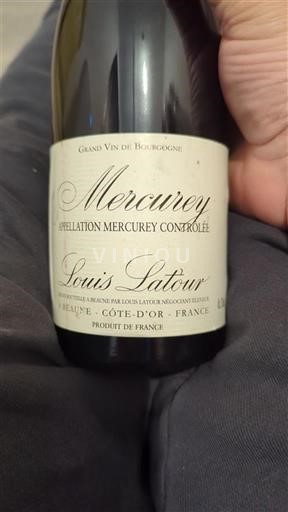 GRAND VIN DE BOURGOGNE
Mercurey
APPELLATION MERCUREY CONTRÔLÉE
VINIOU
Louis Latour
MIS EN BOUTEILLE A BEAUNE PAR LOUIS LATOUR NÉGOCIANT-ÉLEVEUR
A BEAUNE - CÔTE-D'OR - FRANCE
PRODUIT DE FRANCE